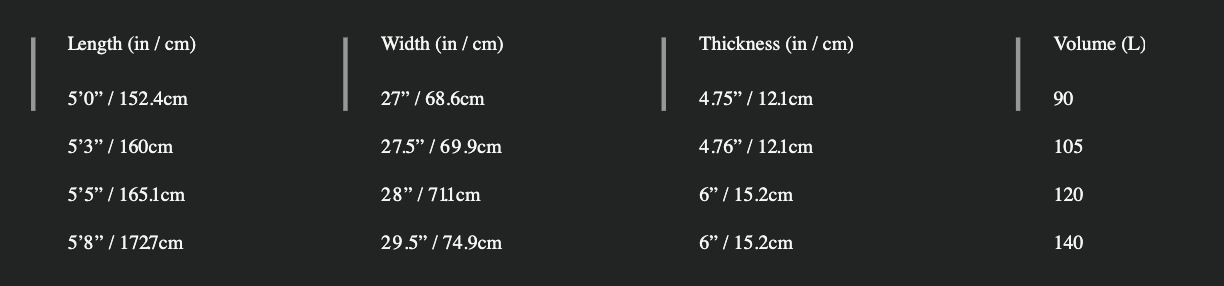 Length (in / cm) Width (in / cm) Thickness (in / cm) Volume (L)
5’0” / 152.4cm 27” / 68.6cm 4.75” / 12.1cm 90
5’3” / 160cm 27.5” / 69.9cm 4.76” / 12.1cm 105
5’5” / 165.1cm 28” / 71.1cm 6” / 15.2cm 120
5’8” / 172.7cm 29.5” / 74.9cm 6” / 15.2cm 140